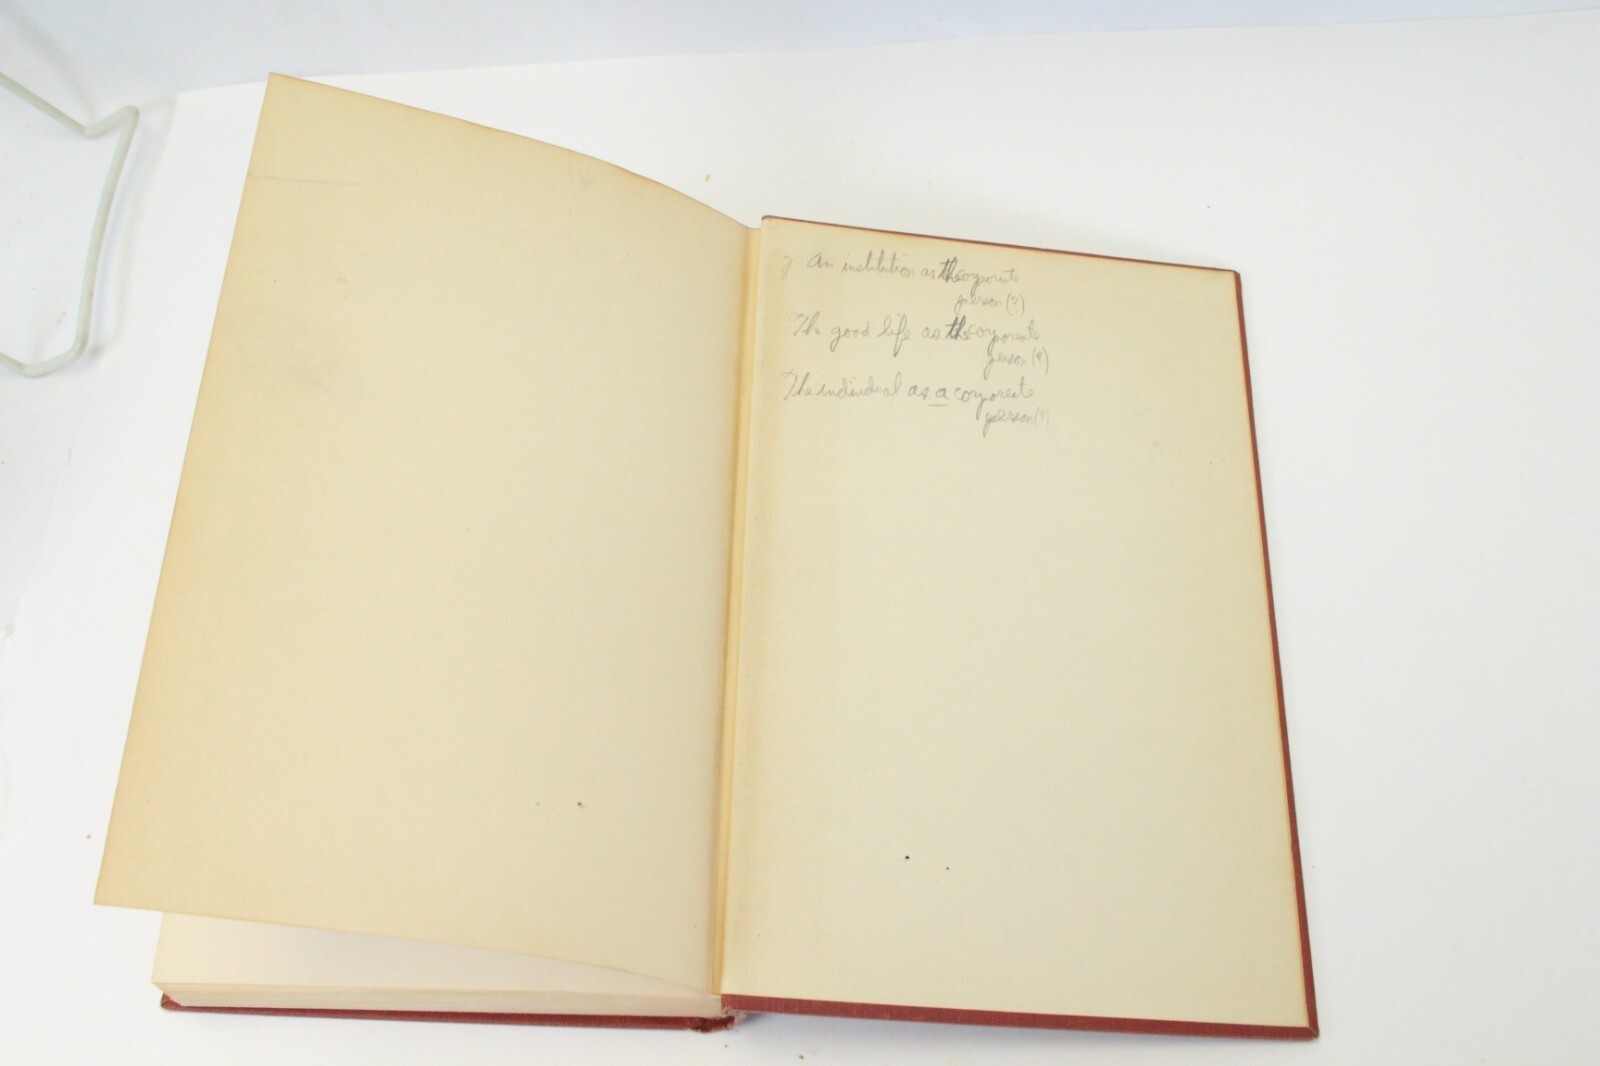 An institution as the corporate
person (?)
The good life as the corporate
person (?)
The individual as a corporate
person (?)